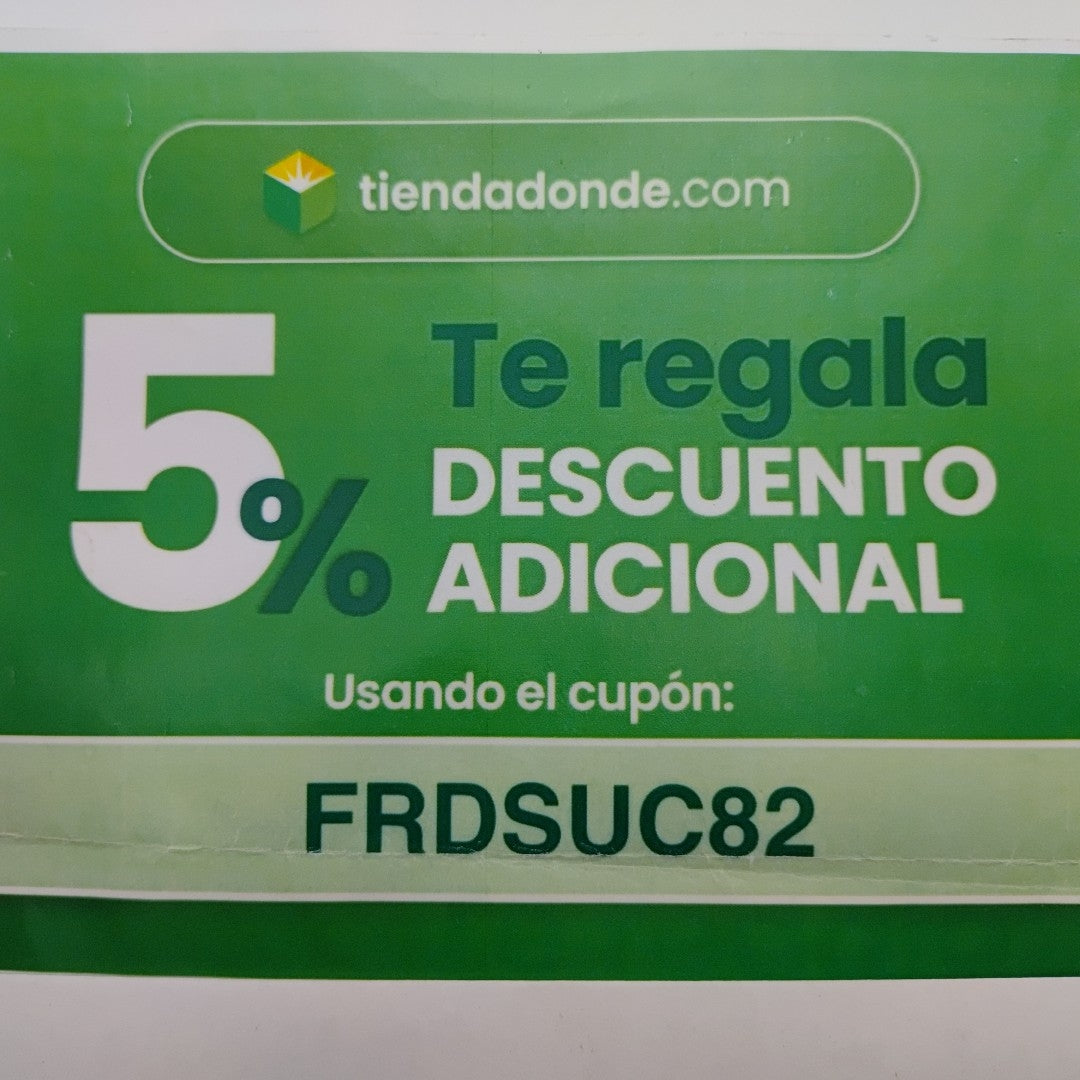 tiendadonde.com
5%
Te regala
DESCUENTO
ADICIONAL
Usando el cupón:
FRDSUC82